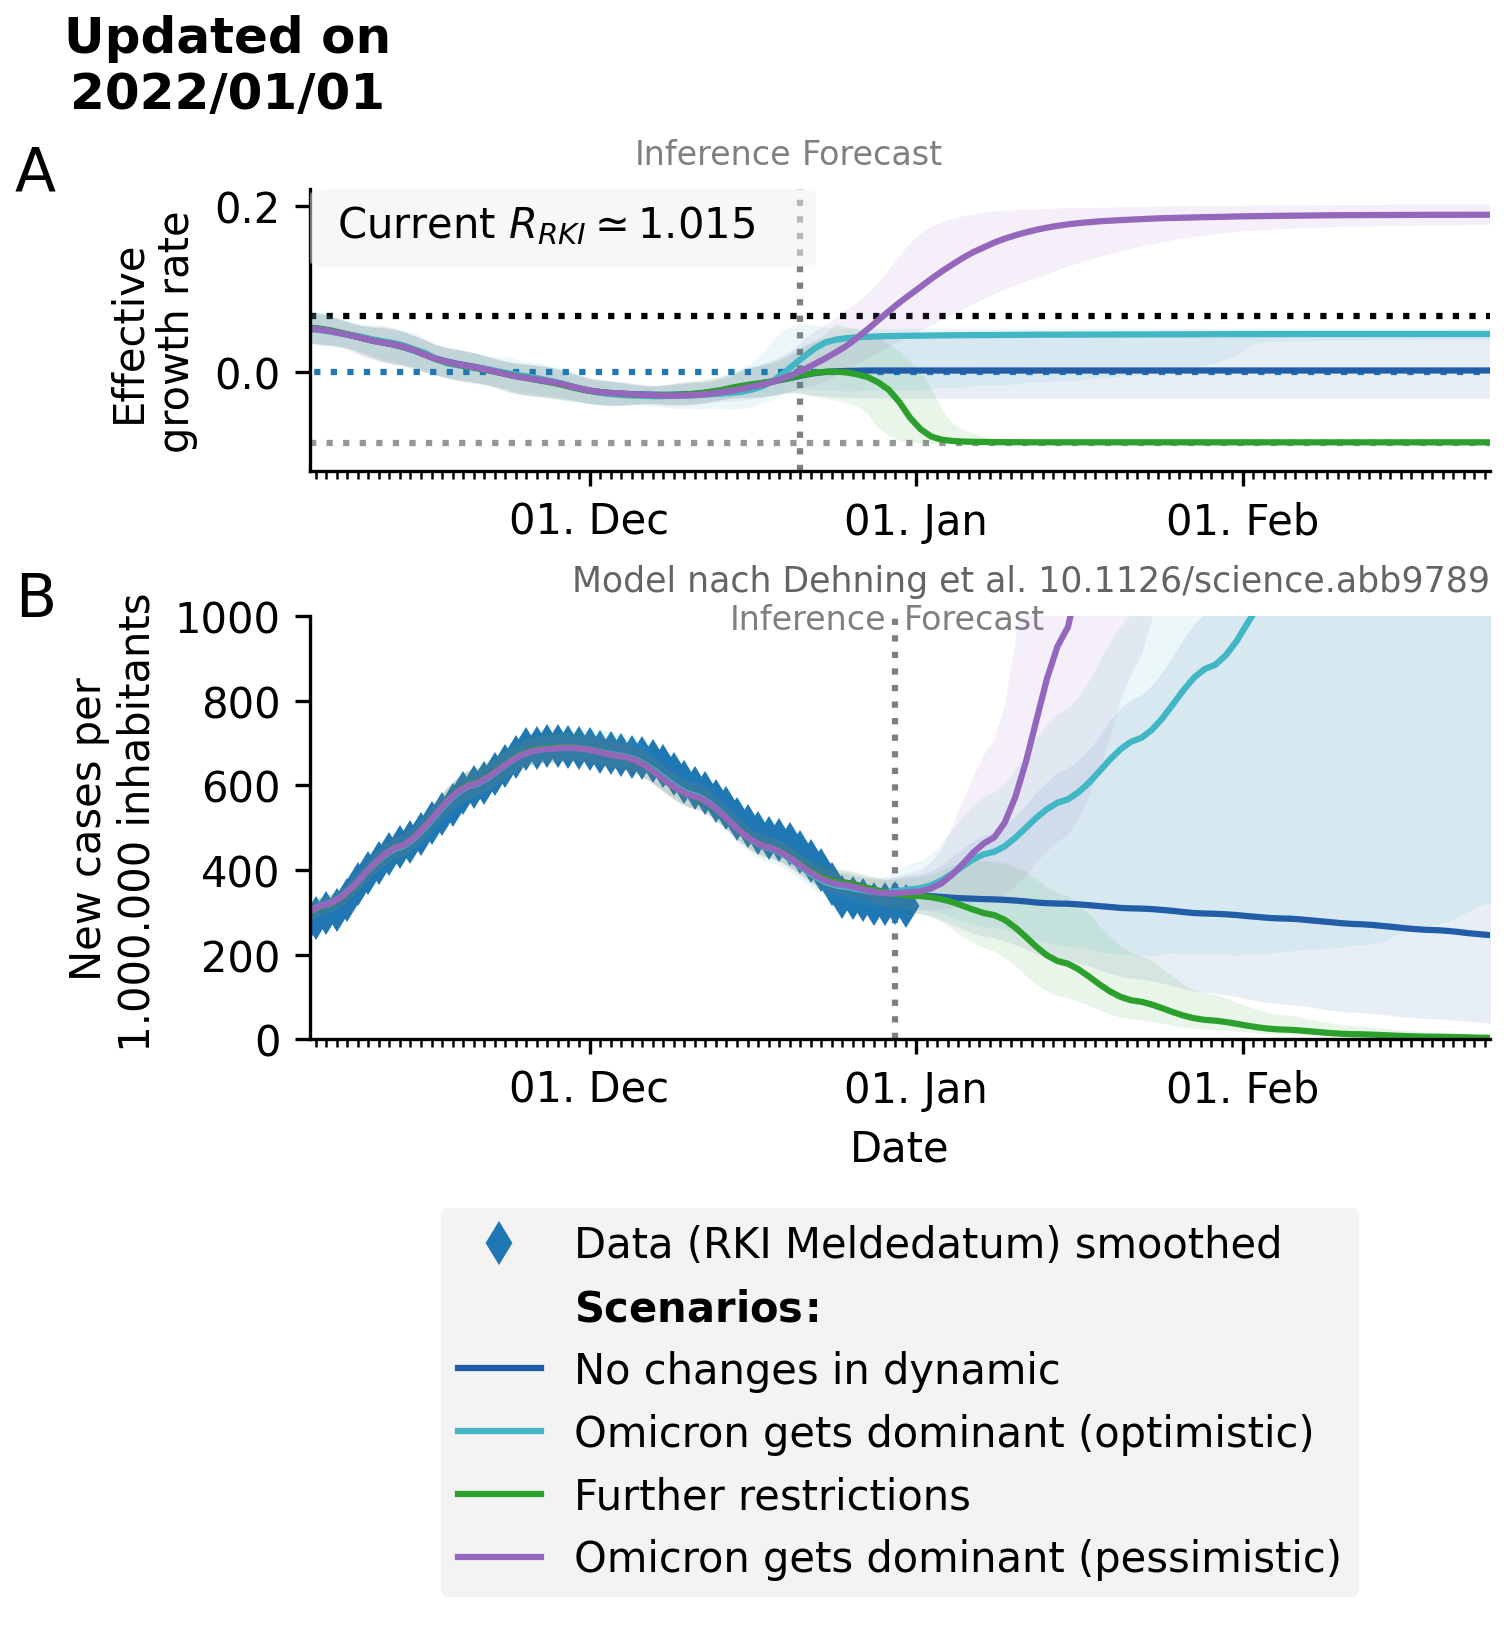 Updated on
2022/01/01
A
Inference Forecast
Current R_RKI ≃ 1.015
Effective
growth rate
0.2
0.0
01. Dec
01. Jan
01. Feb
B
Model nach Dehning et al. 10.1126/science.abb9789
Inference Forecast
New cases per
1.000.000 inhabitants
1000
800
600
400
200
0
01. Dec
01. Jan
01. Feb
Date
Data (RKI Meldedatum) smoothed
Scenarios:
No changes in dynamic
Omicron gets dominant (optimistic)
Further restrictions
Omicron gets dominant (pessimistic)